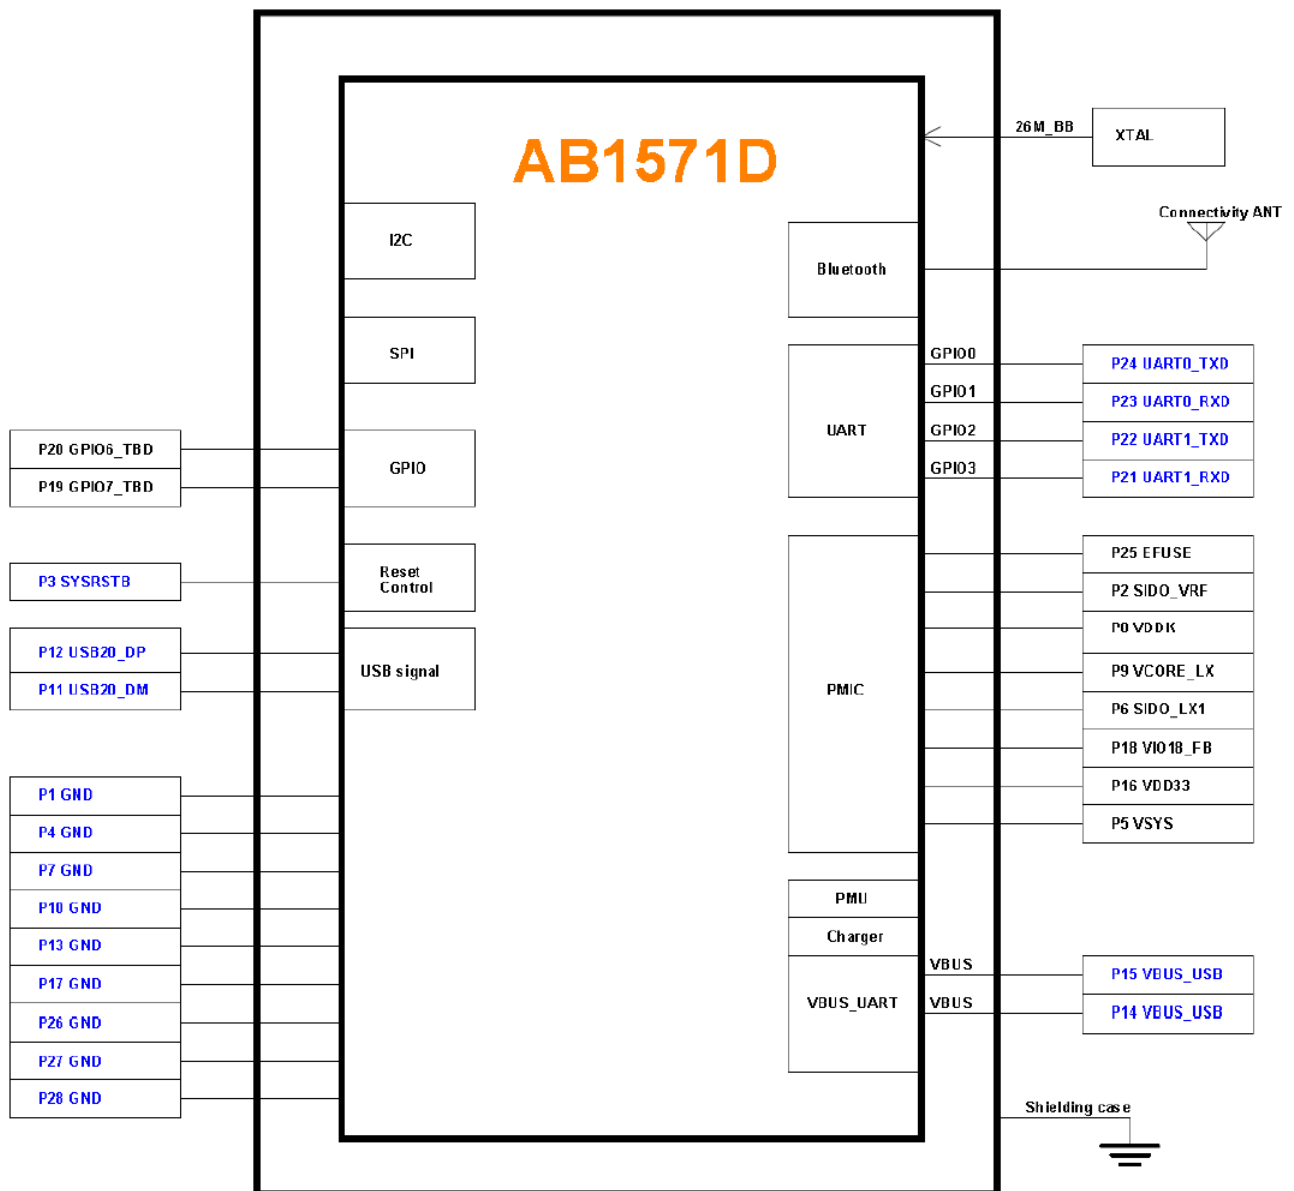 AB1571D
26M_BB
XTAL
Connectivity ANT
I2C
SPI
GPIO
Reset
Control
USB signal
Bluetooth
UART
PMIC
PMU
Charger
VBUS_UART
P20 GPIO6_TBD
P19 GPIO7_TBD
P3 SYSRSTB
P12 USB20_DP
P11 USB20_DM
P1 GND
P4 GND
P7 GND
P10 GND
P13 GND
P17 GND
P26 GND
P27 GND
P28 GND
GPIO0
GPIO1
GPIO2
GPIO3
P24 UART0_TXD
P23 UART0_RXD
P22 UART1_TXD
P21 UART1_RXD
P25 EFUSE
P2 SIDO_VRF
P8 VDDK
P9 VCORE_LX
P6 SIDO_LX1
P18 VIO18_FB
P16 VDD33
P5 VSYS
VBUS
VBUS
P15 VBUS_USB
P14 VBUS_USB
Shielding case